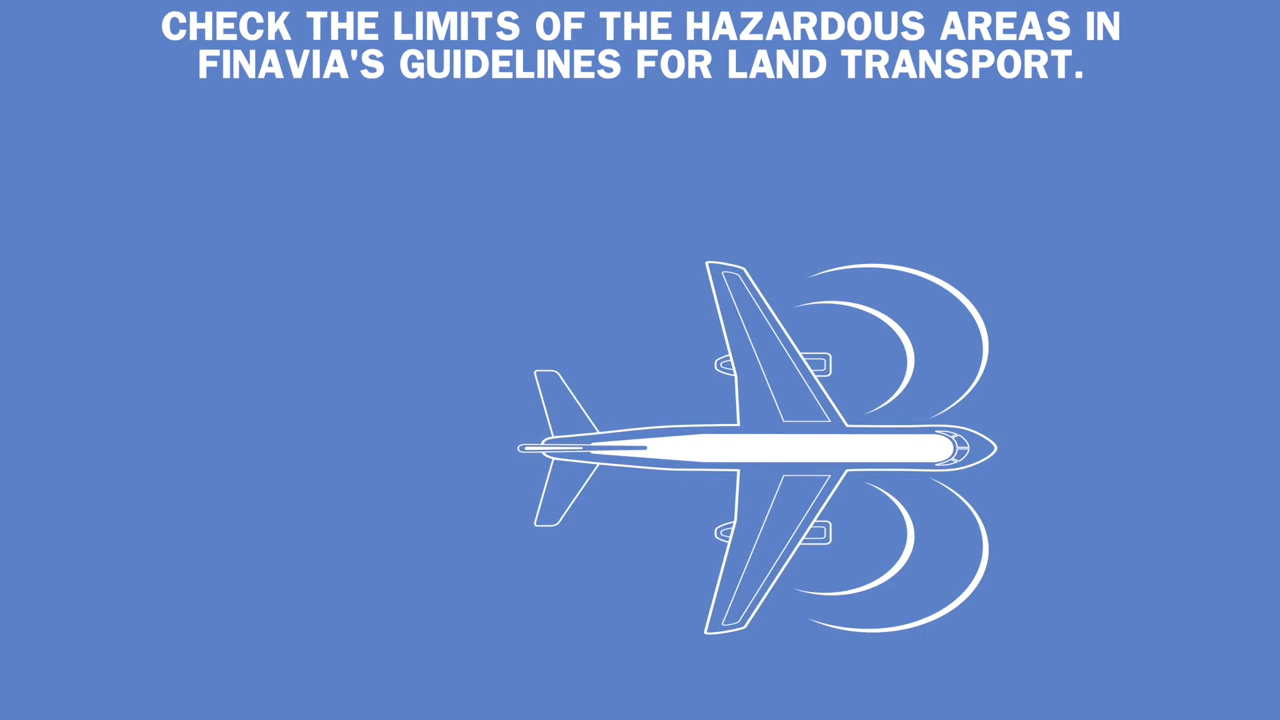 CHECK THE LIMITS OF THE HAZARDOUS AREAS IN
FINAVIA'S GUIDELINES FOR LAND TRANSPORT.